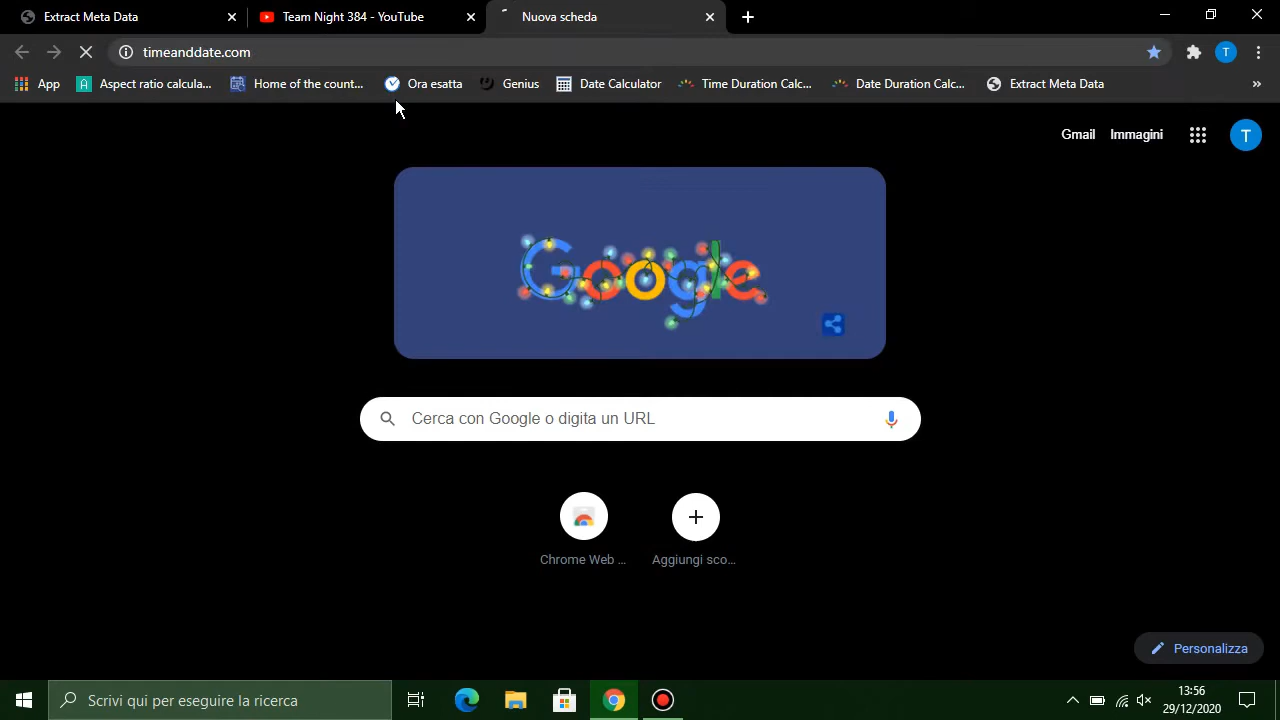 Extract Meta Data
Team Night 384 - YouTube
Nuova scheda
timeanddate.com
T
App
A
Aspect ratio calcula...
Home of the count...
Ora esatta
Genius
Date Calculator
Time Duration Calc...
Date Duration Calc...
Extract Meta Data
»
Gmail
Immagini
T
Google
Cerca con Google o digita un URL
Chrome Web ...
Aggiungi sco...
Personalizza
Scrivi qui per eseguire la ricerca
13:56
29/12/2020